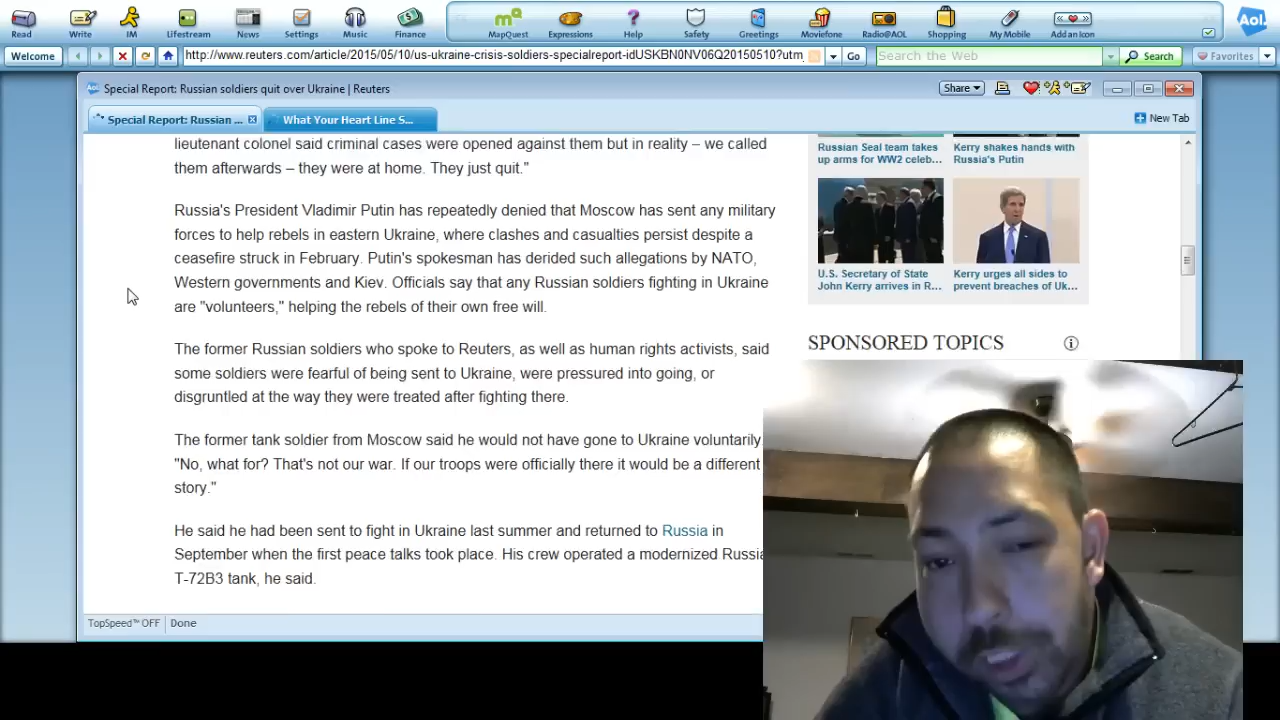 Read
Write
IM
Lifestream
News
Settings
Music
Finance
MapQuest
Expressions
Help
Safety
Greetings
Moviefone
Radio@AOL
Shopping
My Mobile
Add an Icon
Aol.
Welcome
http://www.reuters.com/article/2015/05/10/us-ukraine-crisis-soldiers-specialreport-idUSKBN0NV06Q20150510?utm_
Go
Search the Web
Search
Favorites
Special Report: Russian soldiers quit over Ukraine | Reuters
Share
Special Report: Russian ...
What Your Heart Line S...
New Tab
lieutenant colonel said criminal cases were opened against them but in reality – we called
them afterwards – they were at home. They just quit."
Russia's President Vladimir Putin has repeatedly denied that Moscow has sent any military
forces to help rebels in eastern Ukraine, where clashes and casualties persist despite a
ceasefire struck in February. Putin's spokesman has derided such allegations by NATO,
Western governments and Kiev. Officials say that any Russian soldiers fighting in Ukraine
are "volunteers," helping the rebels of their own free will.
The former Russian soldiers who spoke to Reuters, as well as human rights activists, said
some soldiers were fearful of being sent to Ukraine, were pressured into going, or
disgruntled at the way they were treated after fighting there.
The former tank soldier from Moscow said he would not have gone to Ukraine voluntarily
"No, what for? That's not our war. If our troops were officially there it would be a different
story."
He said he had been sent to fight in Ukraine last summer and returned to Russia in
September when the first peace talks took place. His crew operated a modernized Russia
T-72B3 tank, he said.
Russian Seal team takes
up arms for WW2 celeb...
Kerry shakes hands with
Russia's Putin
U.S. Secretary of State
John Kerry arrives in R...
Kerry urges all sides to
prevent breaches of Uk...
SPONSORED TOPICS
TopSpeed™ OFF
Done